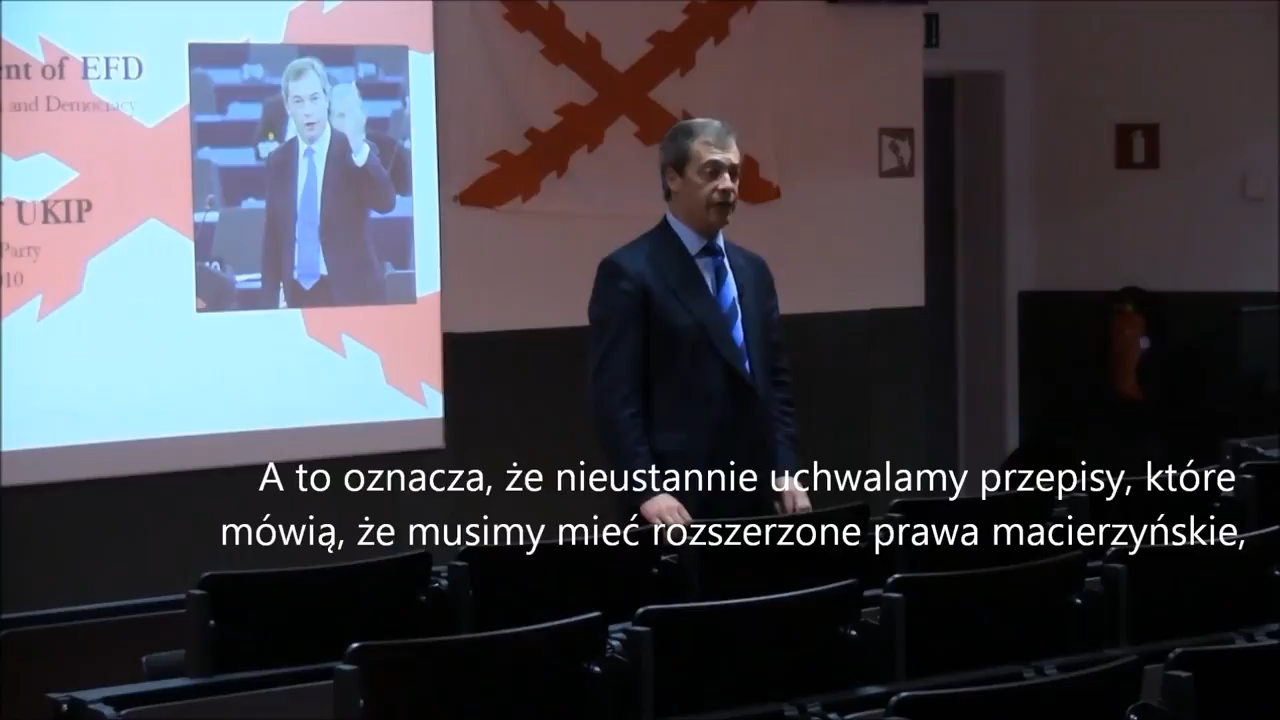 nt of EFD
and Democracy
UKIP
Party
10
A to oznacza, że nieustannie uchwalamy przepisy, które
mówią, że musimy mieć rozszerzone prawa macierzyńskie,